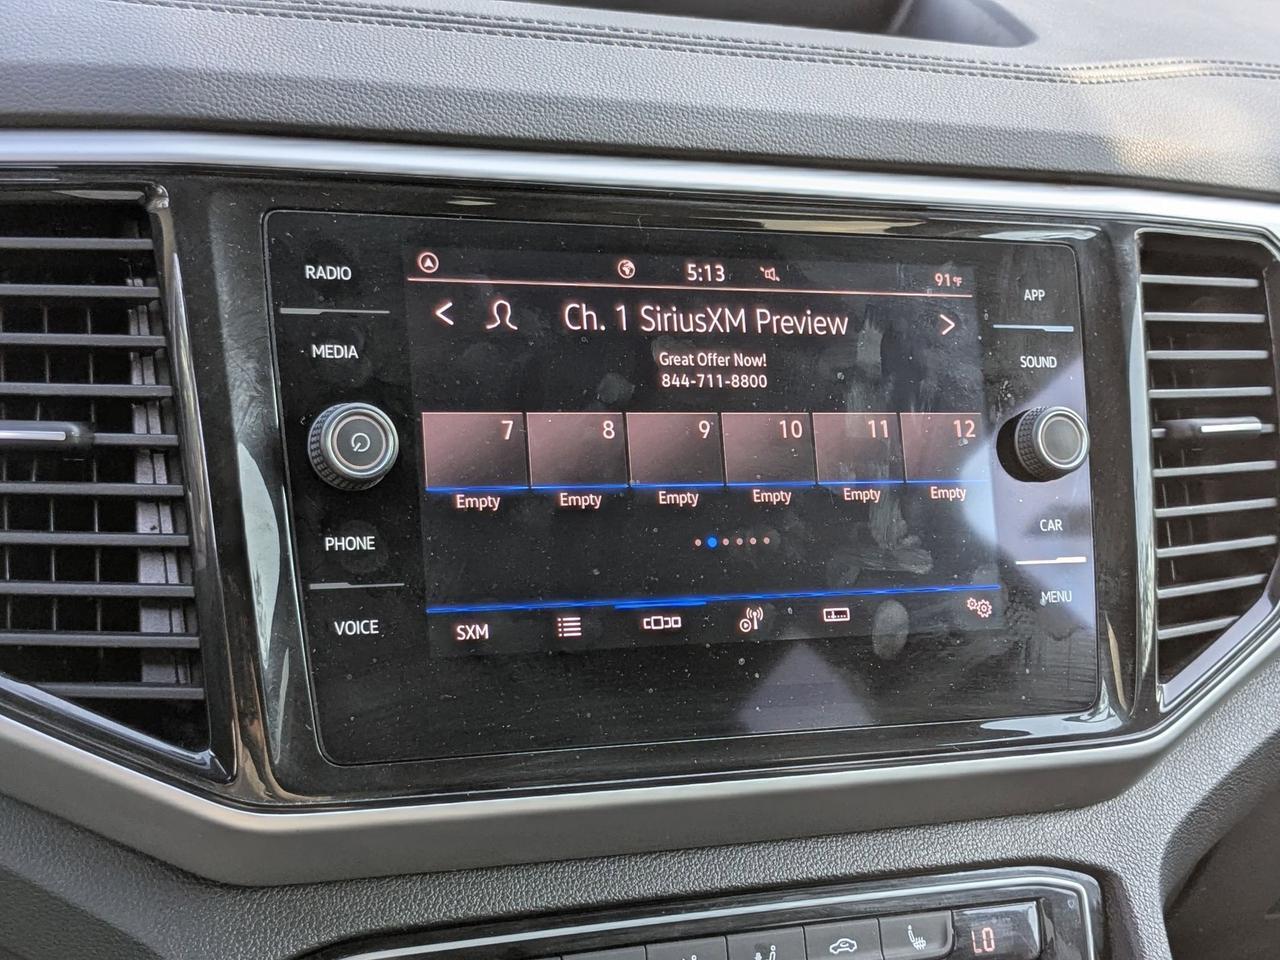 RADIO
MEDIA
PHONE
VOICE
5:13
91°F
Ch. 1 SiriusXM Preview
Great Offer Now!
844-711-8800
7 8 9 10 11 12
Empty Empty Empty Empty Empty Empty
SXM
APP
SOUND
CAR
MENU
LO